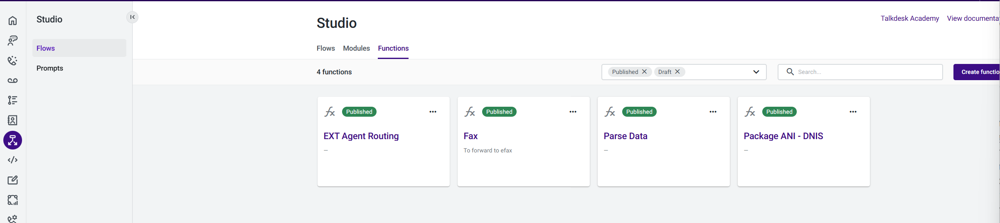 Studio
Flows
Prompts
Studio
Talkdesk Academy View documenta
Flows Modules Functions
4 functions
Published Draft
Search...
Create functio
Published
EXT Agent Routing
–
Published
Fax
To forward to efax
Published
Parse Data
–
Published
Package ANI - DNIS
–